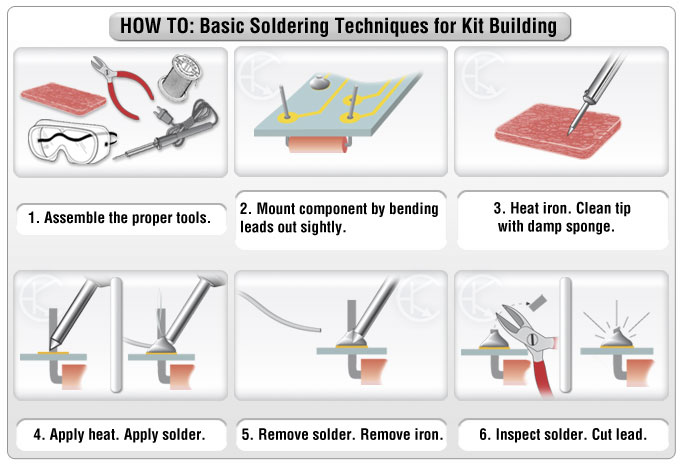 HOW TO: Basic Soldering Techniques for Kit Building
1. Assemble the proper tools.
2. Mount component by bending
leads out sightly.
3. Heat iron. Clean tip
with damp sponge.
4. Apply heat. Apply solder.
5. Remove solder. Remove iron.
6. Inspect solder. Cut lead.